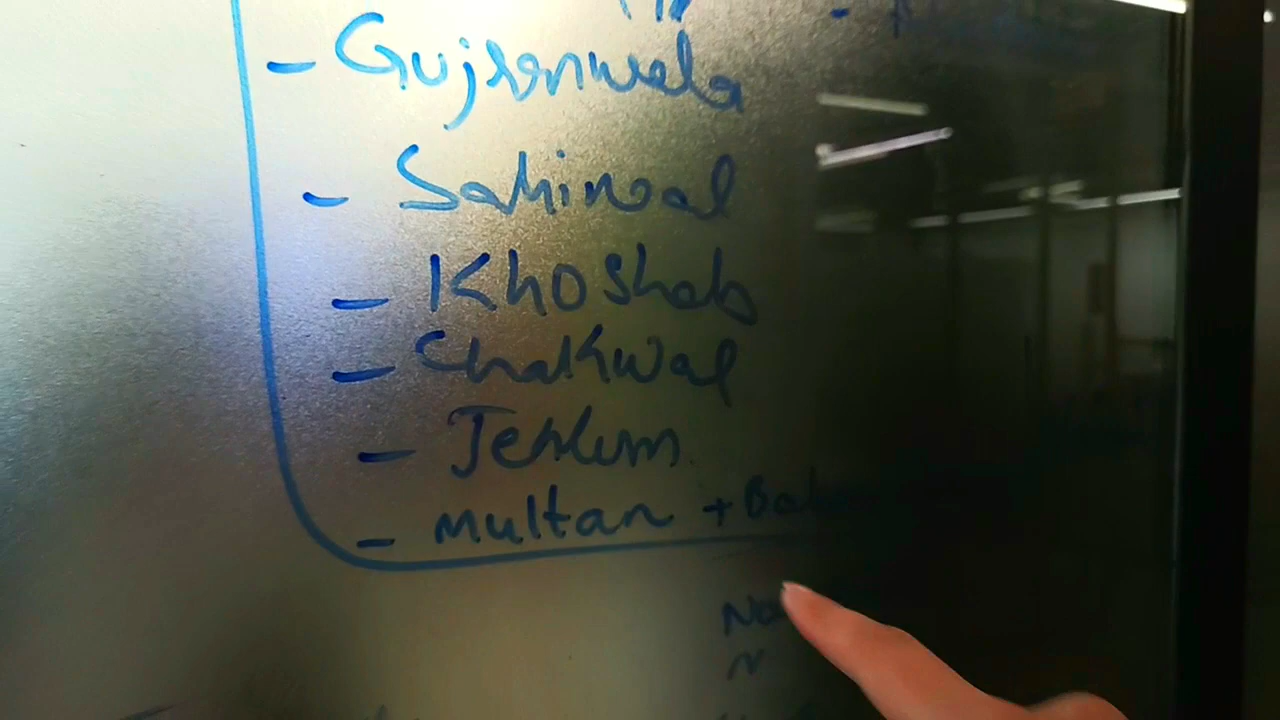 - Gujranwala
- Sahiwal
- Khoshab
- Chakwal
- Jehlum
- Multan +